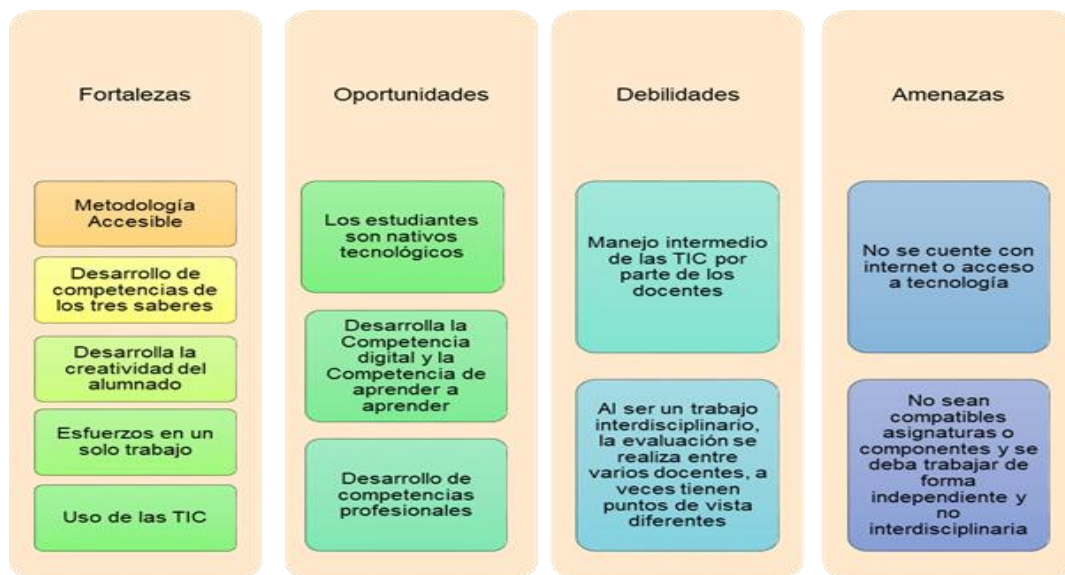 Fortalezas
Metodología
Accesible
Desarrollo de
competencias de
los tres saberes
Desarrolla la
creatividad del
alumnado
Esfuerzos en un
solo trabajo
Uso de las TIC
Oportunidades
Los estudiantes
son nativos
tecnológicos
Desarrolla la
Competencia
digital y la
Competencia de
aprender a
aprender
Desarrollo de
competencias
profesionales
Debilidades
Manejo intermedio
de las TIC por
parte de los
docentes
Al ser un trabajo
interdisciplinario,
la evaluación se
realiza entre
varios docentes, a
veces tienen
puntos de vista
diferentes
Amenazas
No se cuente con
internet o acceso
a tecnología
No sean
compatibles
asignaturas o
componentes y se
deba trabajar de
forma
independiente y
no
interdisciplinaria